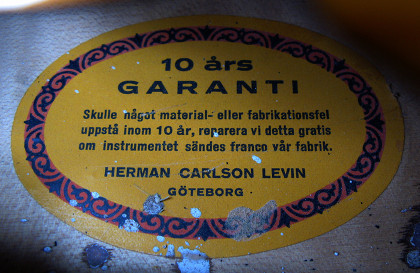 10 års
GARANTI
Skulle något material- eller fabrikationsfel
uppstå inom 10 år, reparera vi detta gratis
om instrumentet sändes franco vår fabrik.
HERMAN CARLSON LEVIN
GÖTEBORG